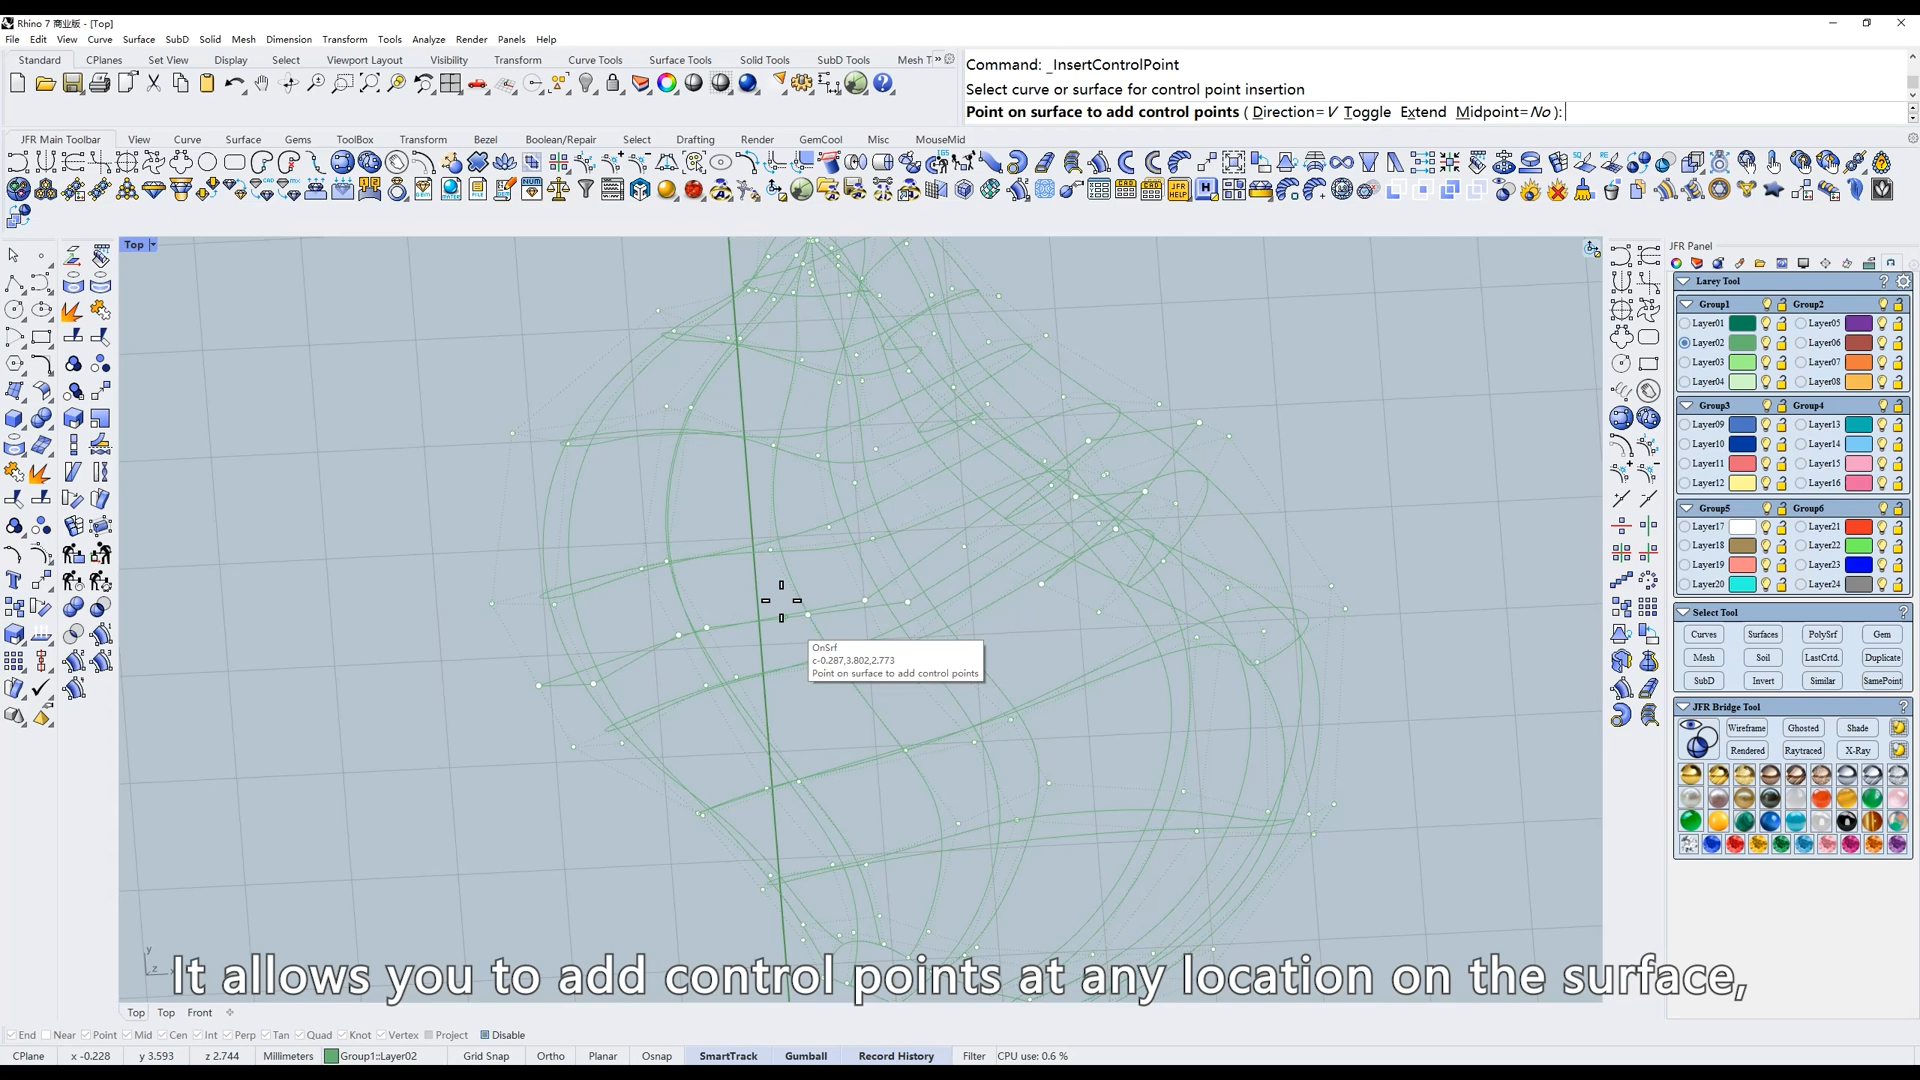 Rhino 7 商业版 - [Top]
File Edit View Curve Surface SubD Solid Mesh Dimension Transform Tools Analyze Render Panels Help
Standard CPlanes Set View Display Select Viewport Layout Visibility Transform Curve Tools Surface Tools Solid Tools SubD Tools Mesh T
Command: _InsertControlPoint
Select curve or surface for control point insertion
Point on surface to add control points ( Direction=V Toggle Extend Midpoint=No ):
JFR Main Toolbar View Curve Surface Gems ToolBox Transform Bezel Boolean/Repair Select Drafting Render GemCool Misc MouseMid
Top
OnSrf
c-0.287,3.802,2.773
Point on surface to add control points
JFR Panel
Larey Tool ?
Group1 Group2
Layer01 Layer05
Layer02 Layer06
Layer03 Layer07
Layer04 Layer08
Group3 Group4
Layer09 Layer13
Layer10 Layer14
Layer11 Layer15
Layer12 Layer16
Group5 Group6
Layer17 Layer21
Layer18 Layer22
Layer19 Layer23
Layer20 Layer24
Select Tool ?
Curves Surfaces PolySrf Gem
Mesh Soil LastCrtd. Duplicate
SubD Invert Similar SamePoint
JFR Bridge Tool ?
Wireframe Ghosted Shade
Rendered Raytraced X-Ray
y
z
It allows you to add control points at any location on the surface,
Top Top Front
End Near Point Mid Cen Int Perp Tan Quad Knot Vertex Project Disable
CPlane x -0.228 y 3.593 z 2.744 Millimeters Group1::Layer02 Grid Snap Ortho Planar Osnap SmartTrack Gumball Record History Filter CPU use: 0.6 %